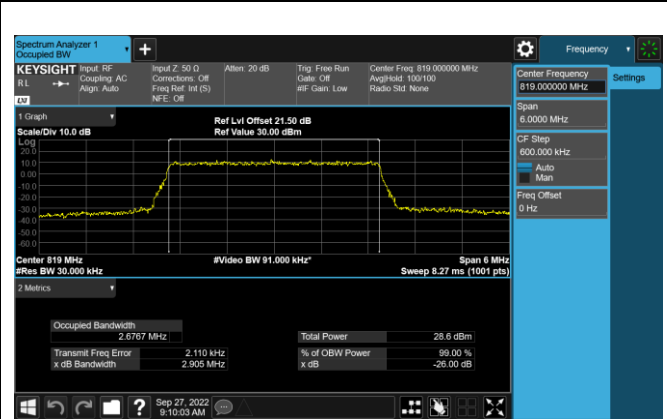 Spectrum Analyzer 1
Occupied BW
Frequency
KEYSIGHT
R L
LXI
Input: RF
Coupling: AC
Align: Auto
Input Z: 50 Ω
Corrections: Off
Freq Ref: Int (S)
NFE: Off
Atten: 20 dB
Trig: Free Run
Gate: Off
#IF Gain: Low
Center Freq: 819.000000 MHz
Avg|Hold: 100/100
Radio Std: None
Center Frequency
819.000000 MHz
Settings
Span
6.0000 MHz
CF Step
600.000 kHz
Auto
Man
Freq Offset
0 Hz
1 Graph
Scale/Div 10.0 dB
Ref Lvl Offset 21.50 dB
Ref Value 30.00 dBm
Log
20.0
10.0
0.00
-10.0
-20.0
-30.0
-40.0
-50.0
-60.0
Center 819 MHz
#Res BW 30.000 kHz
#Video BW 91.000 kHz*
Span 6 MHz
Sweep 8.27 ms (1001 pts)
2 Metrics
Occupied Bandwidth
2.6767 MHz
Total Power 28.6 dBm
Transmit Freq Error 2.110 kHz
% of OBW Power 99.00 %
x dB Bandwidth 2.905 MHz
x dB -26.00 dB
?
Sep 27, 2022
9:10:03 AM